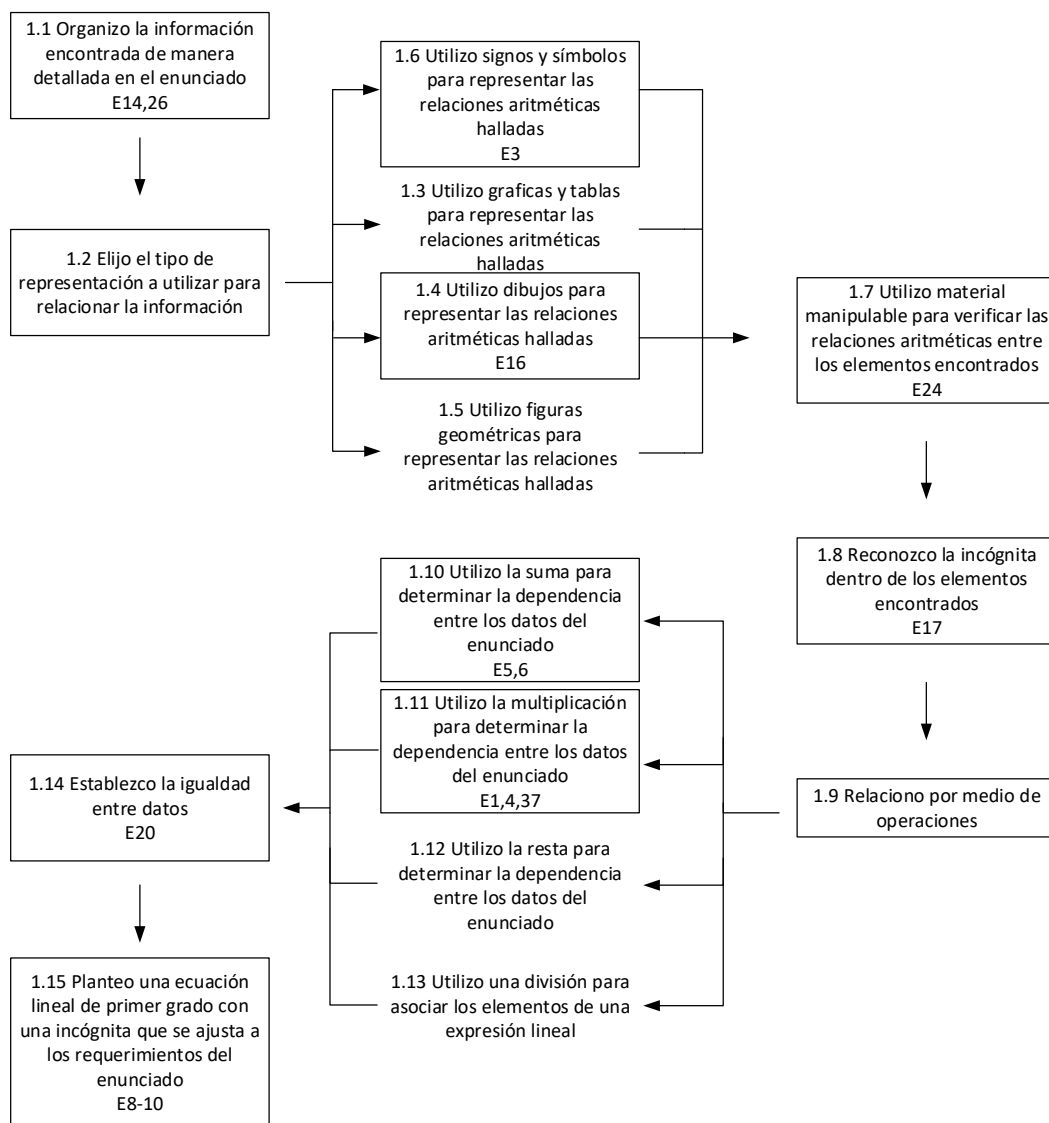 1.1 Organizo la información
encontrada de manera
detallada en el enunciado
E14,26
1.2 Elijo el tipo de
representación a utilizar para
relacionar la información
1.6 Utilizo signos y símbolos
para representar las
relaciones aritméticas
halladas
E3
1.3 Utilizo graficas y tablas
para representar las
relaciones aritméticas
halladas
1.4 Utilizo dibujos para
representar las relaciones
aritméticas halladas
E16
1.5 Utilizo figuras
geométricas para
representar las relaciones
aritméticas halladas
1.7 Utilizo material
manipulable para verificar las
relaciones aritméticas entre
los elementos encontrados
E24
1.8 Reconozco la incógnita
dentro de los elementos
encontrados
E17
1.9 Relaciono por medio de
operaciones
1.10 Utilizo la suma para
determinar la dependencia
entre los datos del
enunciado
E5,6
1.11 Utilizo la multiplicación
para determinar la
dependencia entre los datos
del enunciado
E1,4,37
1.12 Utilizo la resta para
determinar la dependencia
entre los datos del
enunciado
1.13 Utilizo una división para
asociar los elementos de una
expresión lineal
1.14 Establezco la igualdad
entre datos
E20
1.15 Planteo una ecuación
lineal de primer grado con
una incógnita que se ajusta a
los requerimientos del
enunciado
E8-10